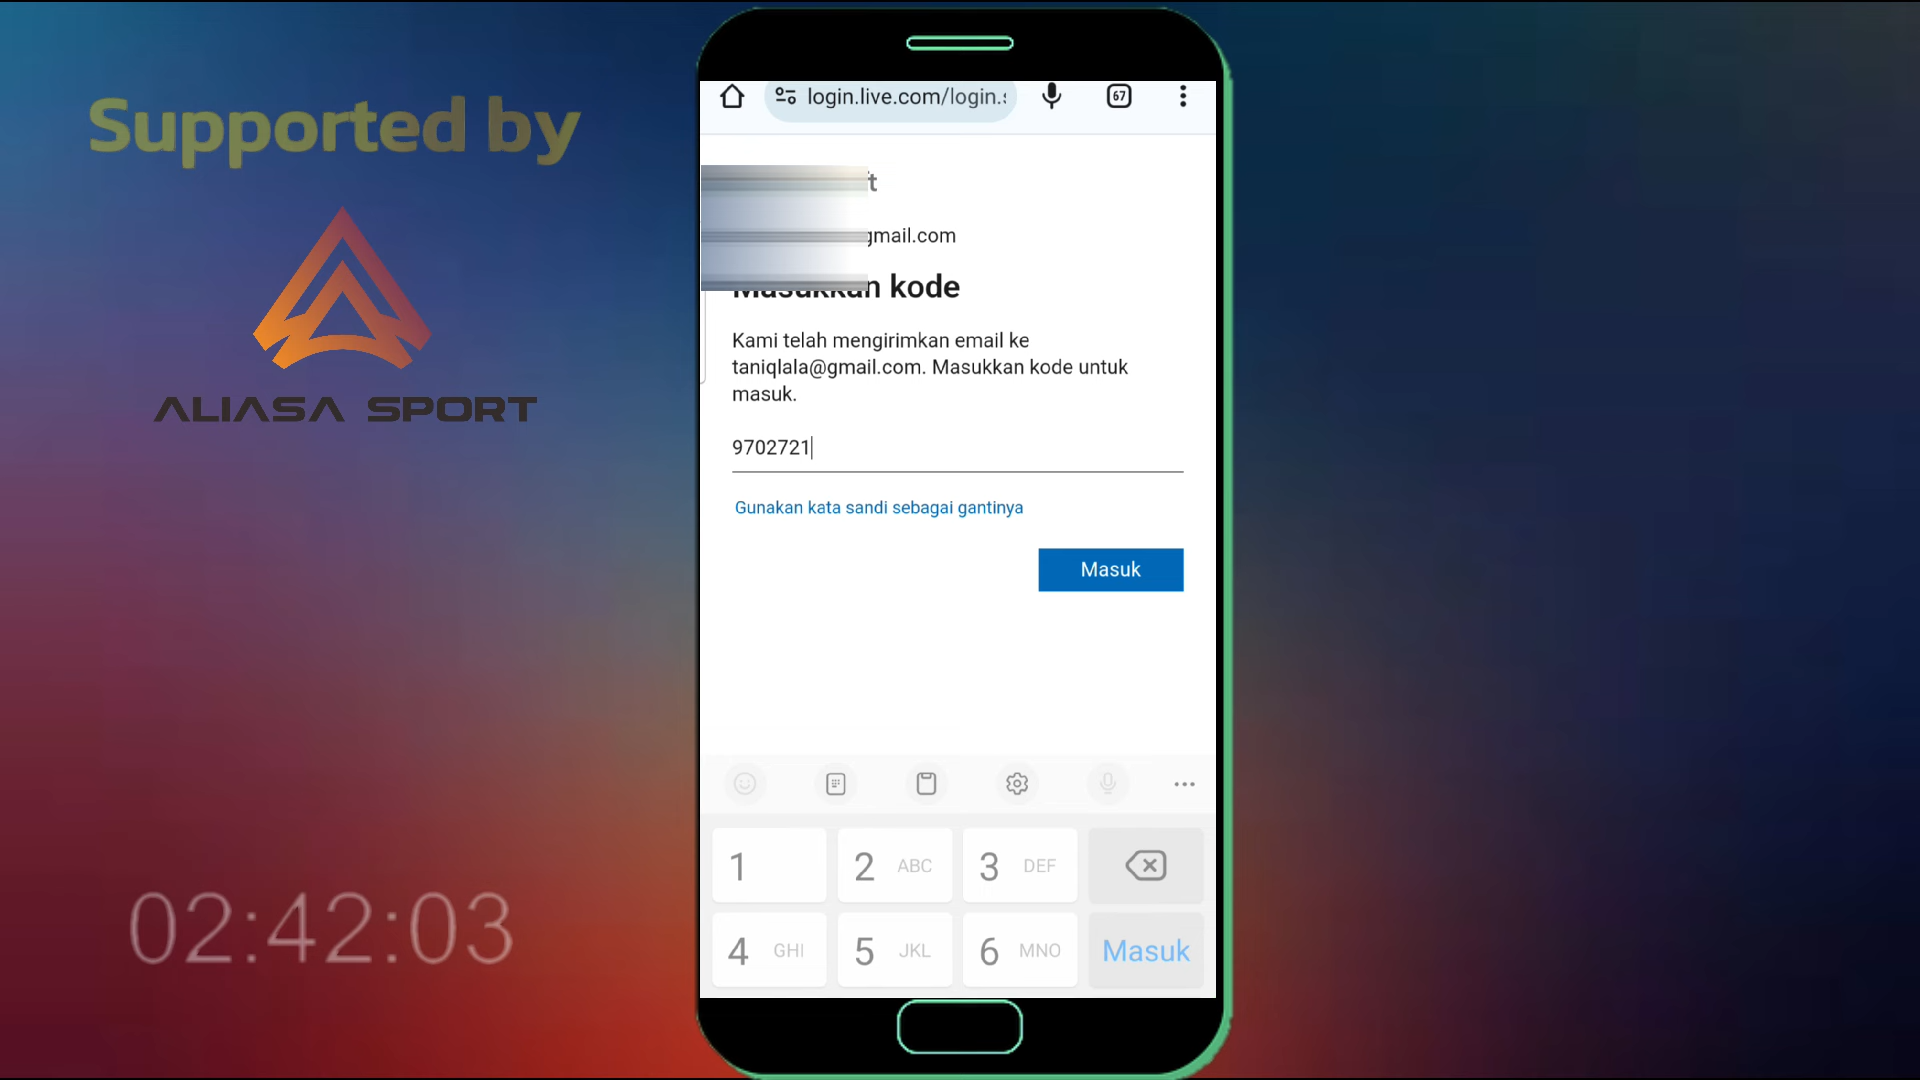 Supported by
ALIASA SPORT
02:42:03
login.live.com/login.s
67
t
gmail.com
Masukkan kode
Kami telah mengirimkan email ke
taniqlala@gmail.com. Masukkan kode untuk
masuk.
9702721
Gunakan kata sandi sebagai gantinya
Masuk
1
2 ABC
3 DEF
4 GHI
5 JKL
6 MNO
Masuk